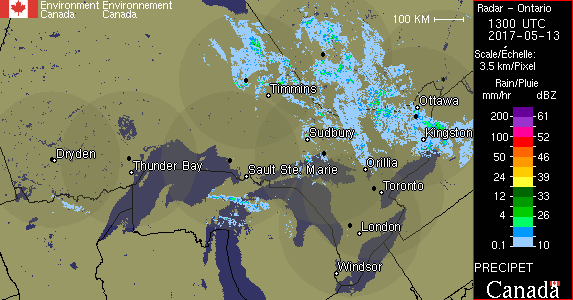 Environment Environnement
Canada Canada
100 KM
Radar - Ontario
1300 UTC
2017-05-13
Scale/Échelle:
3.5 km/Pixel
Rain/Pluie
mm/hr dBZ
200 61
100 52
50 46
24 39
12 33
4 26
1 18
0.1 10
PRECIPET
Canada
Timmins
Ottawa
Sudbury
Kingston
Dryden
Thunder Bay
Sault Ste. Marie
Orillia
Toronto
London
Windsor